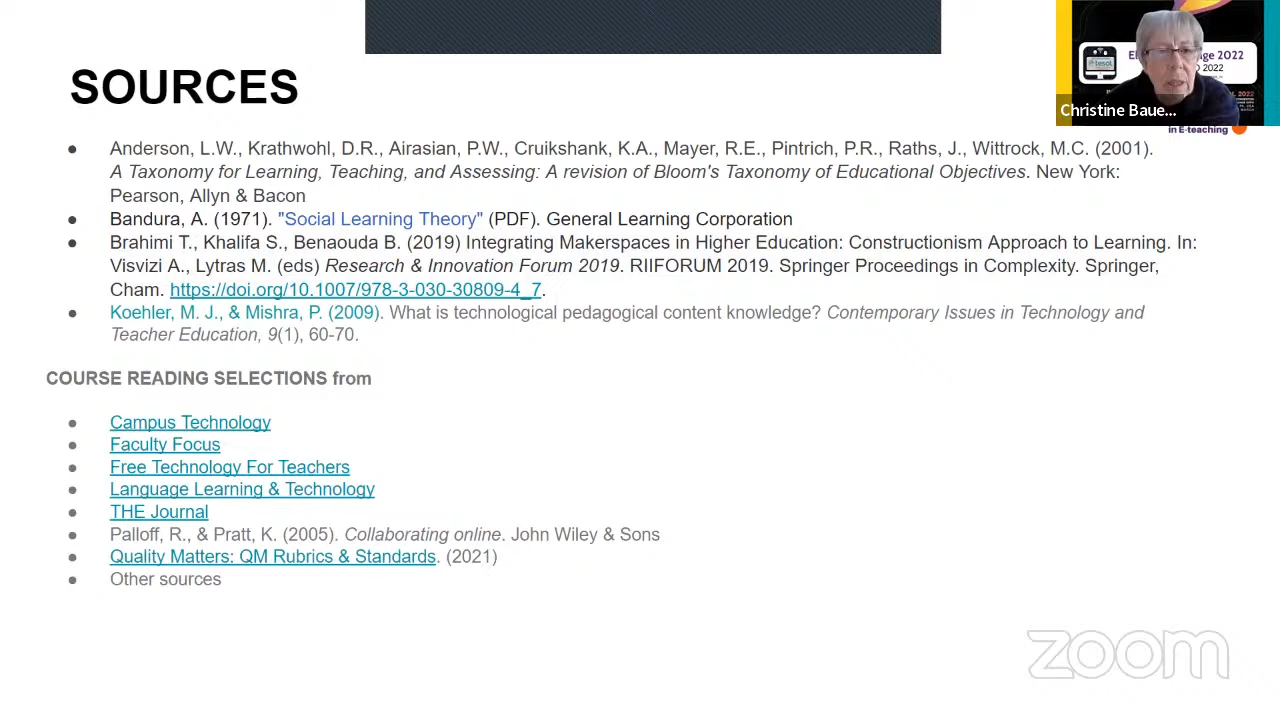 SOURCES
Christine Baue...
2022
in E-teaching
● Anderson, L.W., Krathwohl, D.R., Airasian, P.W., Cruikshank, K.A., Mayer, R.E., Pintrich, P.R., Raths, J., Wittrock, M.C. (2001).
A Taxonomy for Learning, Teaching, and Assessing: A revision of Bloom's Taxonomy of Educational Objectives. New York:
Pearson, Allyn & Bacon
● Bandura, A. (1971). "Social Learning Theory" (PDF). General Learning Corporation
● Brahimi T., Khalifa S., Benaouda B. (2019) Integrating Makerspaces in Higher Education: Constructionism Approach to Learning. In:
Visvizi A., Lytras M. (eds) Research & Innovation Forum 2019. RIIFORUM 2019. Springer Proceedings in Complexity. Springer,
Cham. https://doi.org/10.1007/978-3-030-30809-4_7.
● Koehler, M. J., & Mishra, P. (2009). What is technological pedagogical content knowledge? Contemporary Issues in Technology and
Teacher Education, 9(1), 60-70.
COURSE READING SELECTIONS from
● Campus Technology
● Faculty Focus
● Free Technology For Teachers
● Language Learning & Technology
● THE Journal
● Palloff, R., & Pratt, K. (2005). Collaborating online. John Wiley & Sons
● Quality Matters: QM Rubrics & Standards. (2021)
● Other sources
zoom